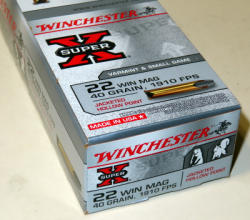 WINCHESTER
SUPER
X
VARMINT & SMALL GAME
22 WIN MAG
40 GRAIN, 1910 FPS
JACKETED
HOLLOW POINT
MADE IN USA
WINCHESTER
SUPER
X
22 WIN MAG
40 GRAIN, 1910 FPS
JACKETED
HOLLOW POINT